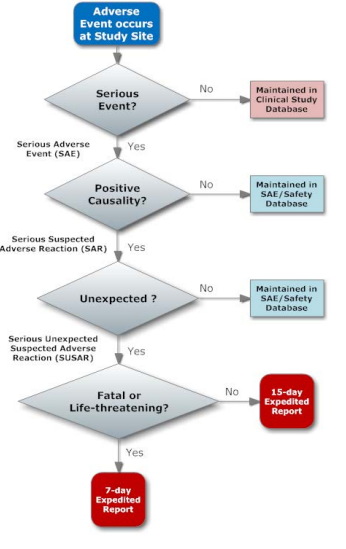 Adverse
Event occurs
at Study Site
Serious
Event?
No
Maintained in
Clinical Study
Database
Serious Adverse
Event (SAE)
Yes
Positive
Causality?
No
Maintained in
SAE/Safety
Database
Serious Suspected
Adverse Reaction (SAR)
Yes
Unexpected ?
No
Maintained in
SAE/Safety
Database
Serious Unexpected
Suspected Adverse
Reaction (SUSAR)
Yes
Fatal or
Life-threatening?
No
15-day
Expedited
Report
Yes
7-day
Expedited
Report